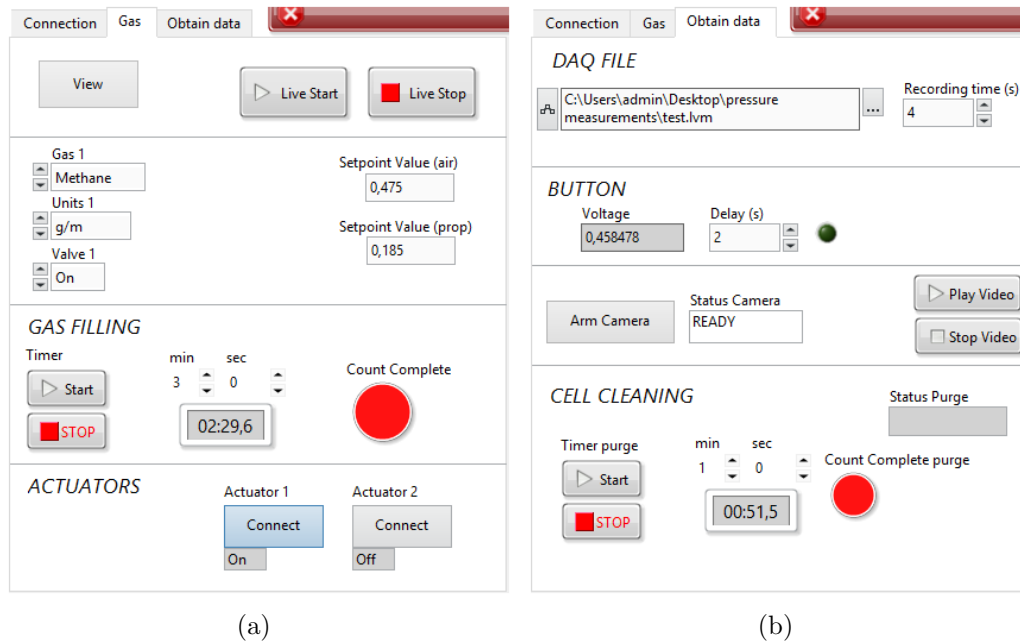 Connection Gas Obtain data
View
Live Start Live Stop
Gas 1
Methane
Units 1
g/m
Valve 1
On
Setpoint Value (air)
0,475
Setpoint Value (prop)
0,185
GAS FILLING
Timer
Start
STOP
min sec
3 0
02:29,6
Count Complete
ACTUATORS
Actuator 1 Actuator 2
Connect Connect
On Off
(a)
Connection Gas Obtain data
DAQ FILE
C:\Users\admin\Desktop\pressure
measurements\test.lvm
...
Recording time (s)
4
BUTTON
Voltage Delay (s)
0,458478 2
Arm Camera
Status Camera
READY
Play Video
Stop Video
CELL CLEANING
Status Purge
Timer purge
Start
STOP
min sec
1 0
00:51,5
Count Complete purge
(b)